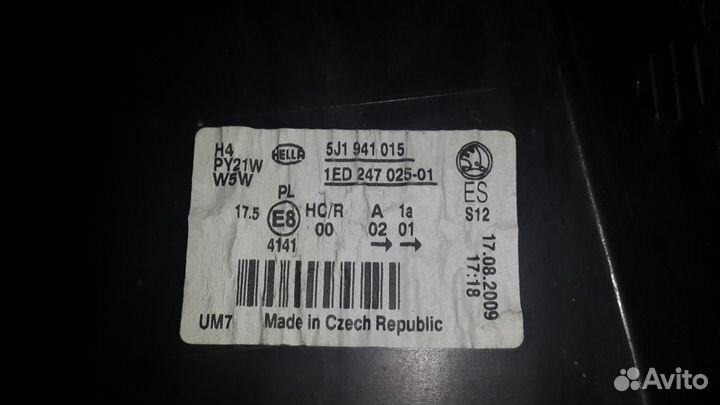 H4
PY21W
W5W
HELLA
5J1 941 015
1ED 247 025-01
ES
S12
17.08.2009
17:18
PL
17.5
E8
4141
HC/R
00
A
02
1a
01
UM7
Made in Czech Republic
Avito